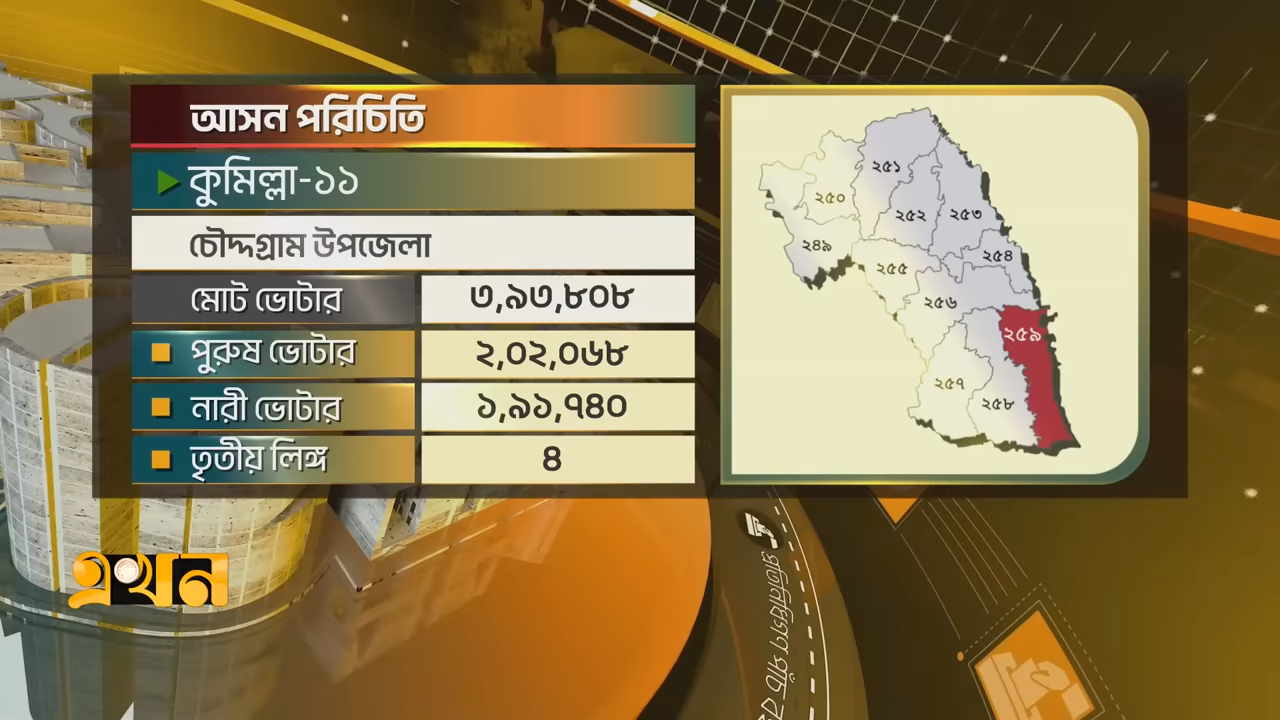 আসন পরিচিতি
কুমিল্লা-১১
চৌদ্দগ্রাম উপজেলা
মোট ভোটার ৩,৯৩,৮০৮
পুরুষ ভোটার ২,০২,০৬৮
নারী ভোটার ১,৯১,৭৪০
তৃতীয় লিঙ্গ ৪
২৫১
২৫০
২৫২
২৫৩
২৪৯
২৫৪
২৫৫
২৫৬
২৫৯
২৫৭
২৫৮
এখন